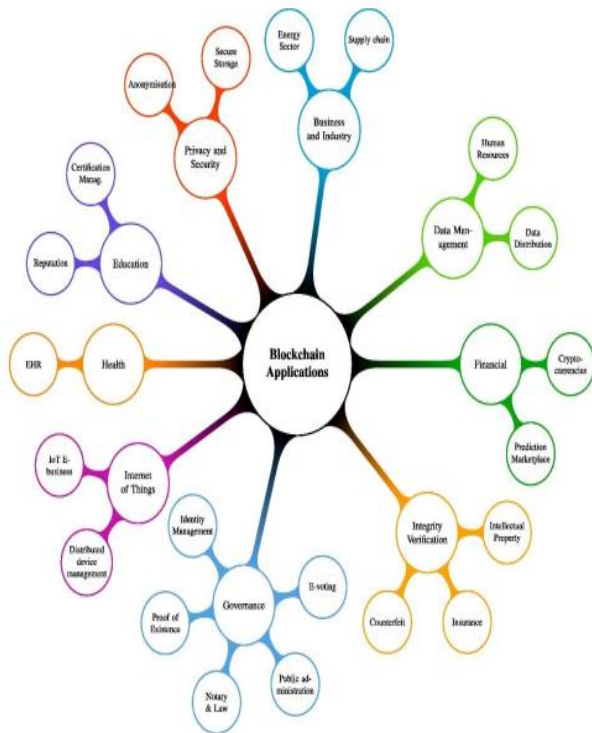 Energy
Sector
Supply chain
Secure
Storage
Anonymisation
Business
and Industry
Privacy and
Security
Human
Resources
Certification
Manag.
Data Man-
agement
Data
Distribution
Reputation
Education
Blockchain
Applications
EHR
Health
Financial
Crypto-
currencies
Prediction
Marketplace
IoT E-
business
Internet
of Things
Distributed
device
management
Identity
Management
Integrity
Verification
Intellectual
Property
E-voting
Governance
Proof of
Existence
Counterfeit
Insurance
Notary
& Law
Public ad-
ministration